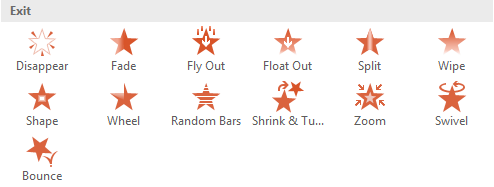 Exit
Disappear Fade Fly Out Float Out Split Wipe
Shape Wheel Random Bars Shrink & Tu... Zoom Swivel
Bounce